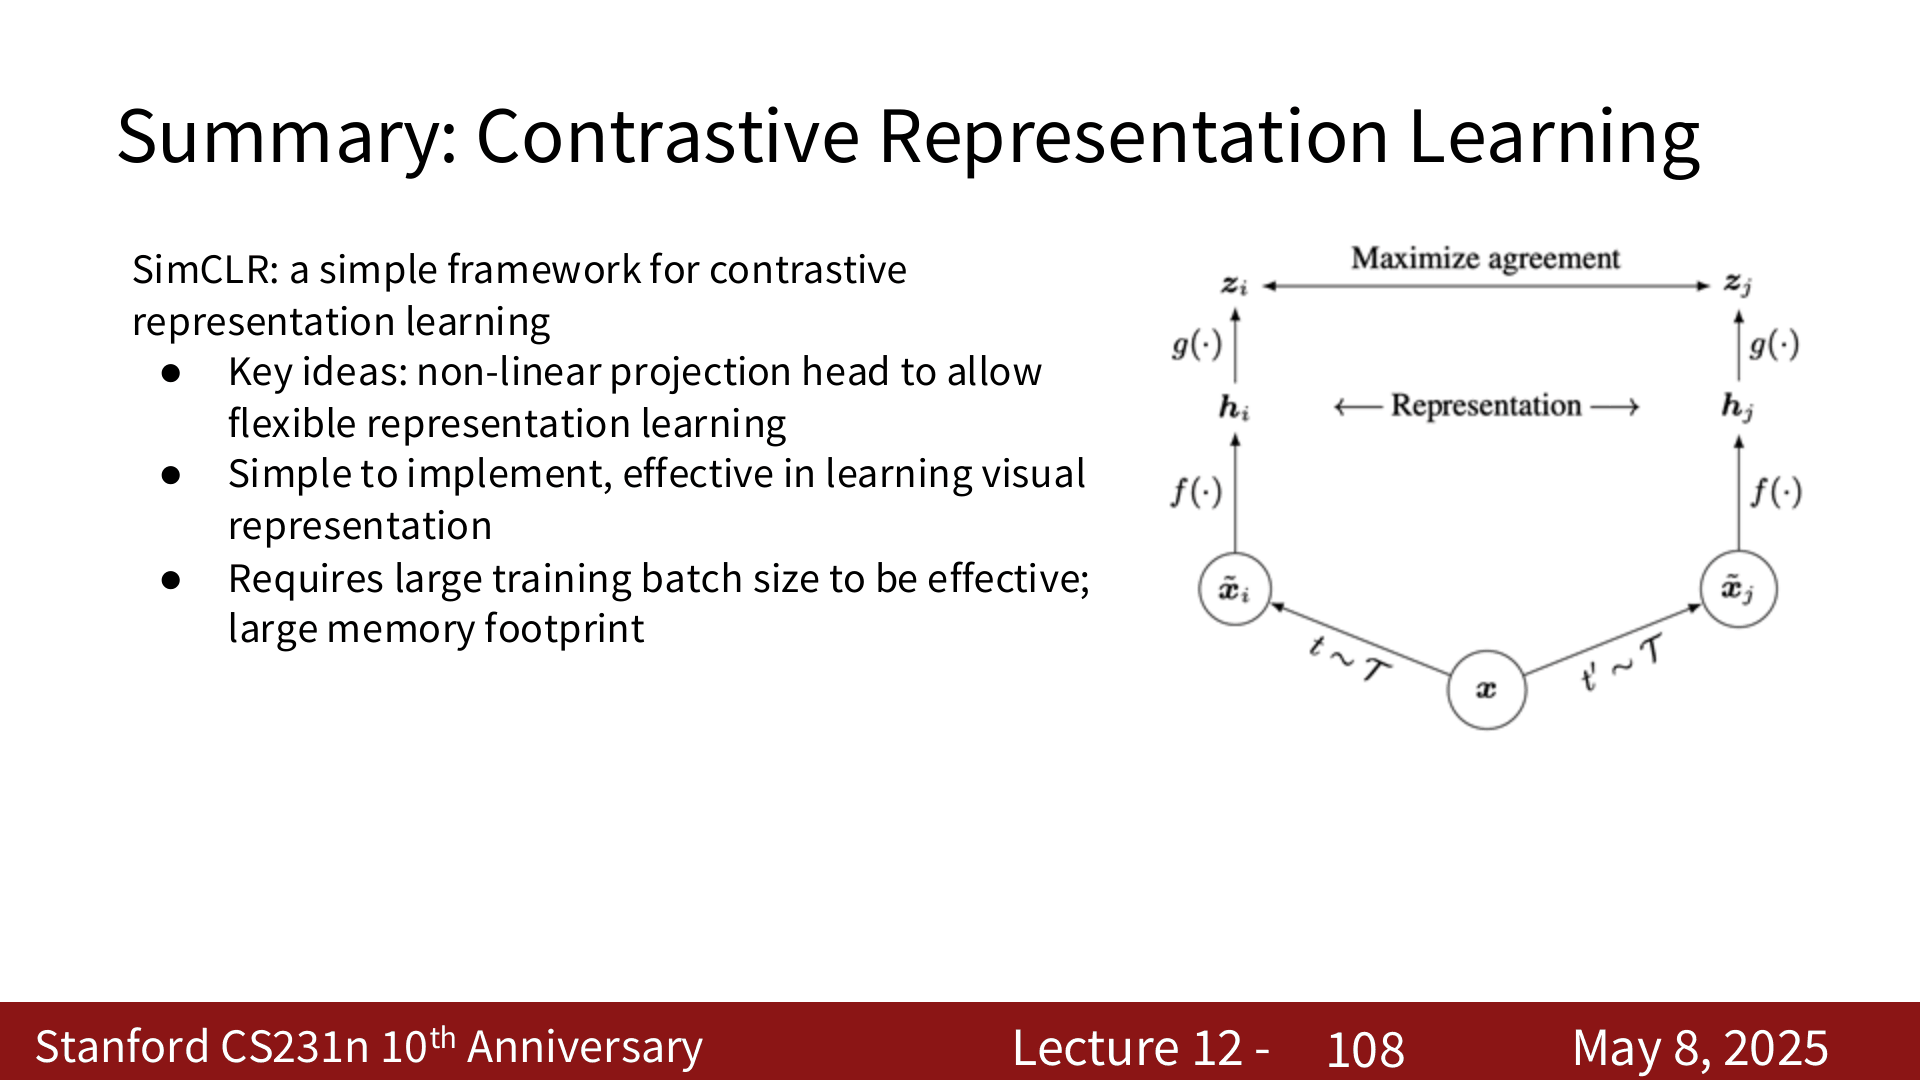 Summary: Contrastive Representation Learning
SimCLR: a simple framework for contrastive
representation learning
● Key ideas: non-linear projection head to allow
flexible representation learning
● Simple to implement, effective in learning visual
representation
● Requires large training batch size to be effective;
large memory footprint
Maximize agreement
z_i z_j
g(·) g(·)
h_i ← Representation → h_j
f(·) f(·)
x̃_i x̃_j
t ~ 𝒯 t' ~ 𝒯
x
Stanford CS231n 10th Anniversary Lecture 12 - 108 May 8, 2025